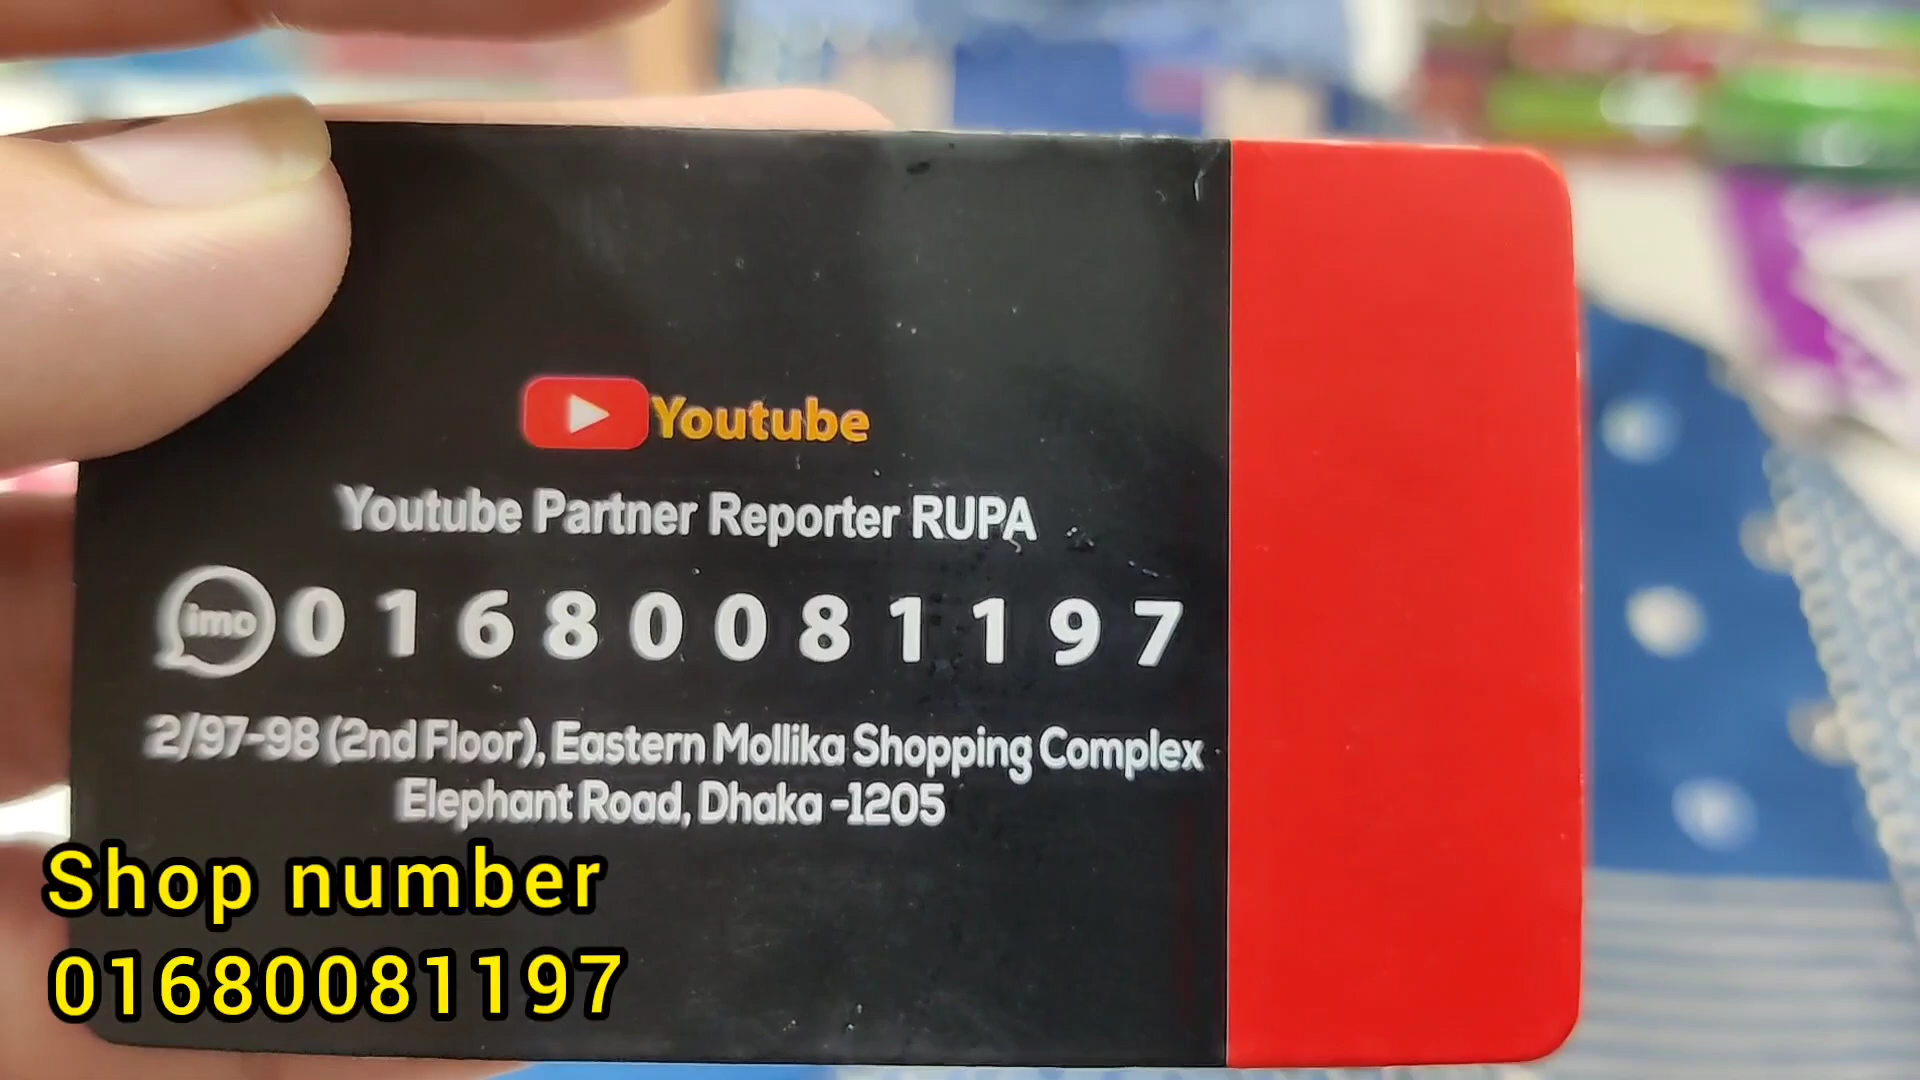 Youtube
Youtube Partner Reporter RUPA
imo 01680081197
2/97-98 (2nd Floor), Eastern Mollika Shopping Complex
Elephant Road, Dhaka -1205
Shop number
01680081197